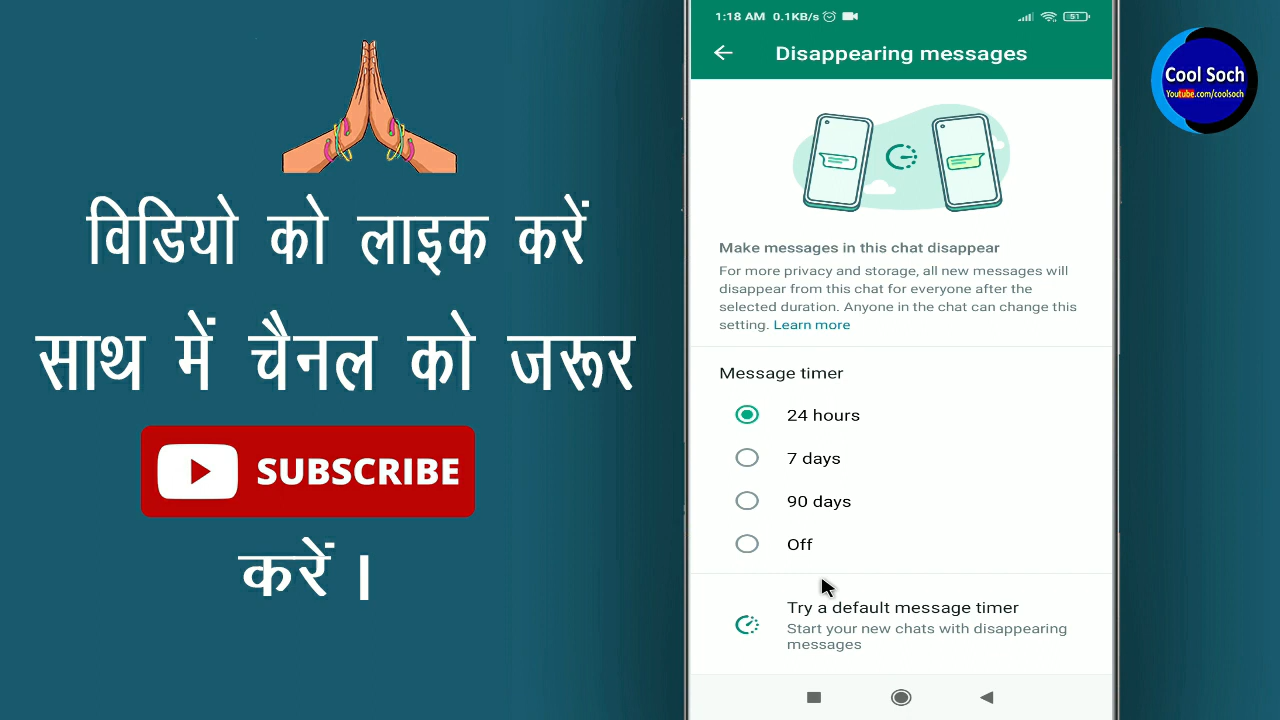 विडियो को लाइक करें
साथ में चैनल को जरूर
SUBSCRIBE
करें ।
1:18 AM 0.1KB/s
51
Disappearing messages
Make messages in this chat disappear
For more privacy and storage, all new messages will
disappear from this chat for everyone after the
selected duration. Anyone in the chat can change this
setting. Learn more
Message timer
24 hours
7 days
90 days
Off
Try a default message timer
Start your new chats with disappearing
messages
Cool Soch
Youtube.com/coolsoch